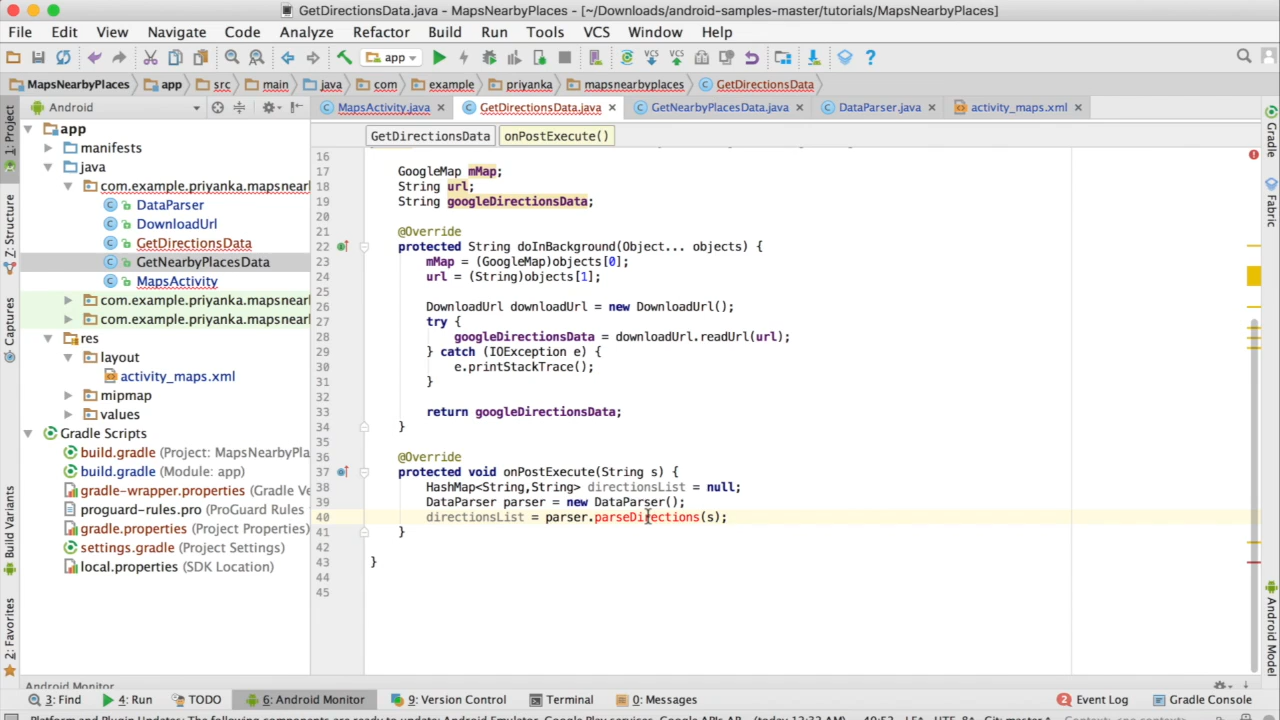 GetDirectionsData.java - MapsNearbyPlaces - [~/Downloads/android-samples-master/tutorials/MapsNearbyPlaces]
File Edit View Navigate Code Analyze Refactor Build Run Tools VCS Window Help
app
MapsNearbyPlaces app src main java com example priyanka mapsnearbyplaces GetDirectionsData
Android MapsActivity.java GetDirectionsData.java GetNearbyPlacesData.java DataParser.java activity_maps.xml
GetDirectionsData onPostExecute()
1: Project
Z: Structure
Captures
Build Variants
2: Favorites
app
manifests
java
com.example.priyanka.mapsnearl
DataParser
DownloadUrl
GetDirectionsData
GetNearbyPlacesData
MapsActivity
com.example.priyanka.mapsnearl
com.example.priyanka.mapsnearl
res
layout
activity_maps.xml
mipmap
values
Gradle Scripts
build.gradle (Project: MapsNearbyPla
build.gradle (Module: app)
gradle-wrapper.properties (Gradle Ve
proguard-rules.pro (ProGuard Rules
gradle.properties (Project Properties)
settings.gradle (Project Settings)
local.properties (SDK Location)
16
17 GoogleMap mMap;
18 String url;
19 String googleDirectionsData;
20
21 @Override
22 protected String doInBackground(Object... objects) {
23 mMap = (GoogleMap)objects[0];
24 url = (String)objects[1];
25
26 DownloadUrl downloadUrl = new DownloadUrl();
27 try {
28 googleDirectionsData = downloadUrl.readUrl(url);
29 } catch (IOException e) {
30 e.printStackTrace();
31 }
32
33 return googleDirectionsData;
34 }
35
36 @Override
37 protected void onPostExecute(String s) {
38 HashMap<String,String> directionsList = null;
39 DataParser parser = new DataParser();
40 directionsList = parser.parseDirections(s);
41 }
42
43 }
44
45
Gradle
Fabric
Android Model
Android Monitor
3: Find 4: Run TODO 6: Android Monitor 9: Version Control Terminal 0: Messages 2 Event Log Gradle Console